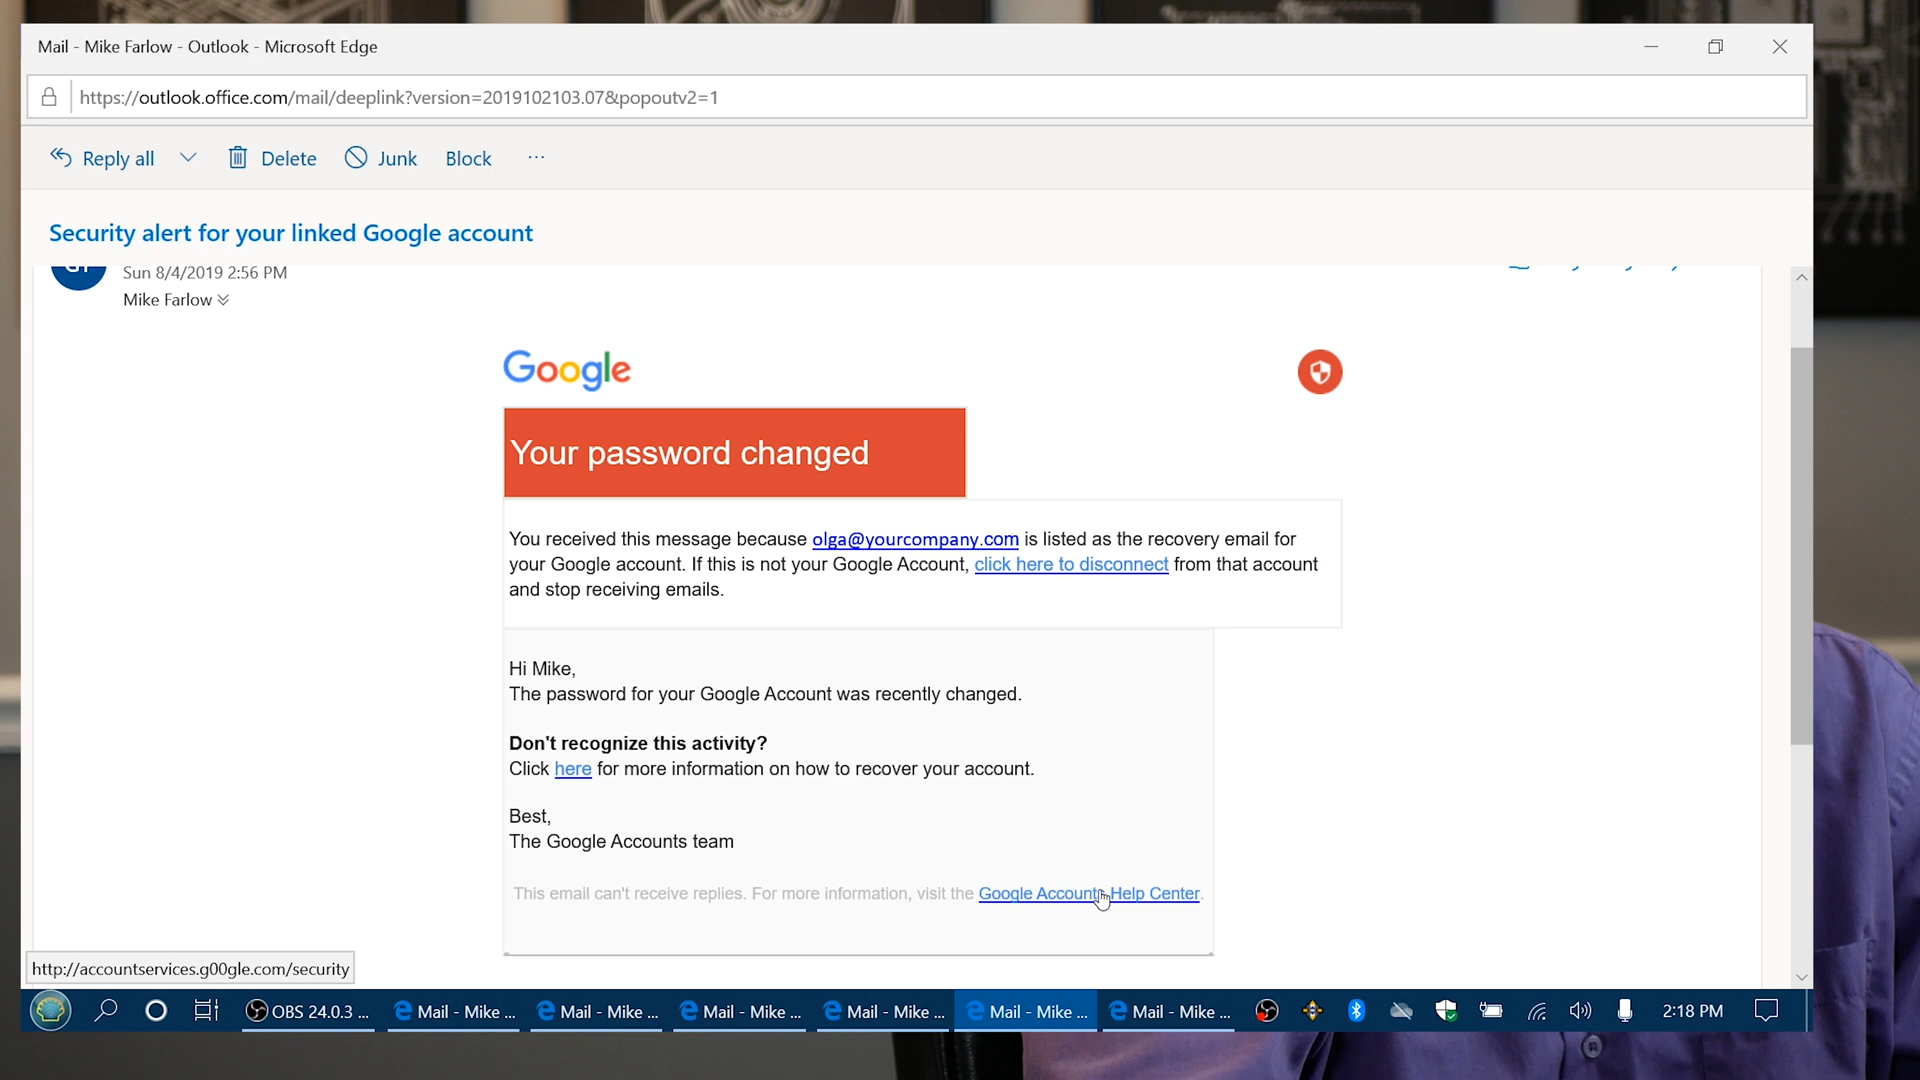 Mail - Mike Farlow - Outlook - Microsoft Edge
https://outlook.office.com/mail/deeplink?version=2019102103.07&popoutv2=1
Reply all Delete Junk Block ...
Security alert for your linked Google account
Sun 8/4/2019 2:56 PM
Mike Farlow
Google
Your password changed
You received this message because olga@yourcompany.com is listed as the recovery email for
your Google account. If this is not your Google Account, click here to disconnect from that account
and stop receiving emails.
Hi Mike,
The password for your Google Account was recently changed.
Don't recognize this activity?
Click here for more information on how to recover your account.
Best,
The Google Accounts team
This email can't receive replies. For more information, visit the Google Accounts Help Center.
http://accountservices.g00gle.com/security
OBS 24.0.3 ... Mail - Mike ... Mail - Mike ... Mail - Mike ... Mail - Mike ... Mail - Mike ... Mail - Mike ... 2:18 PM